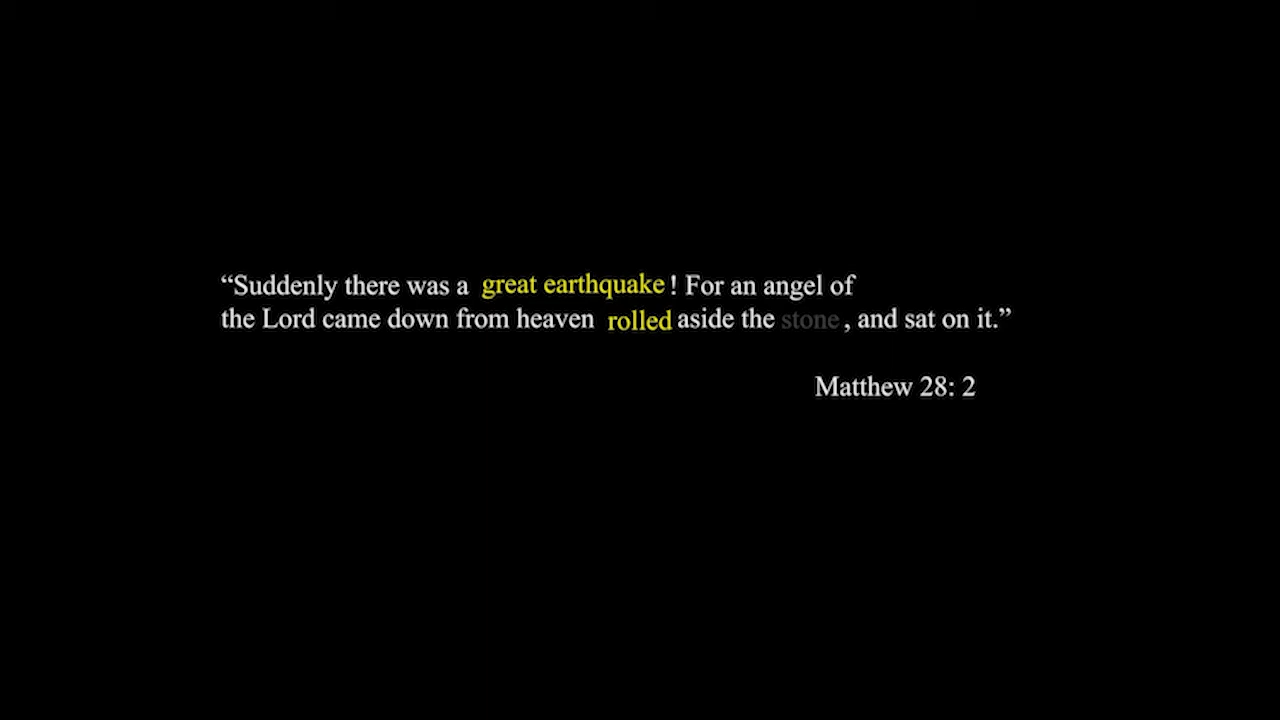 “Suddenly there was a great earthquake! For an angel of
the Lord came down from heaven rolled aside the stone, and sat on it.”
Matthew 28: 2